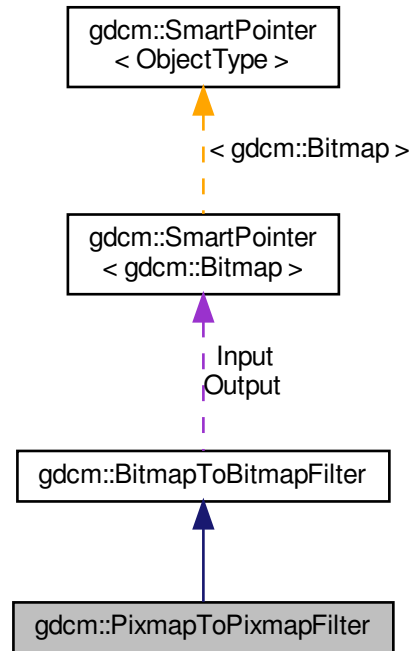 gdcm::SmartPointer
< ObjectType >
< gdcm::Bitmap >
gdcm::SmartPointer
< gdcm::Bitmap >
Input
Output
gdcm::BitmapToBitmapFilter
gdcm::PixmapToPixmapFilter